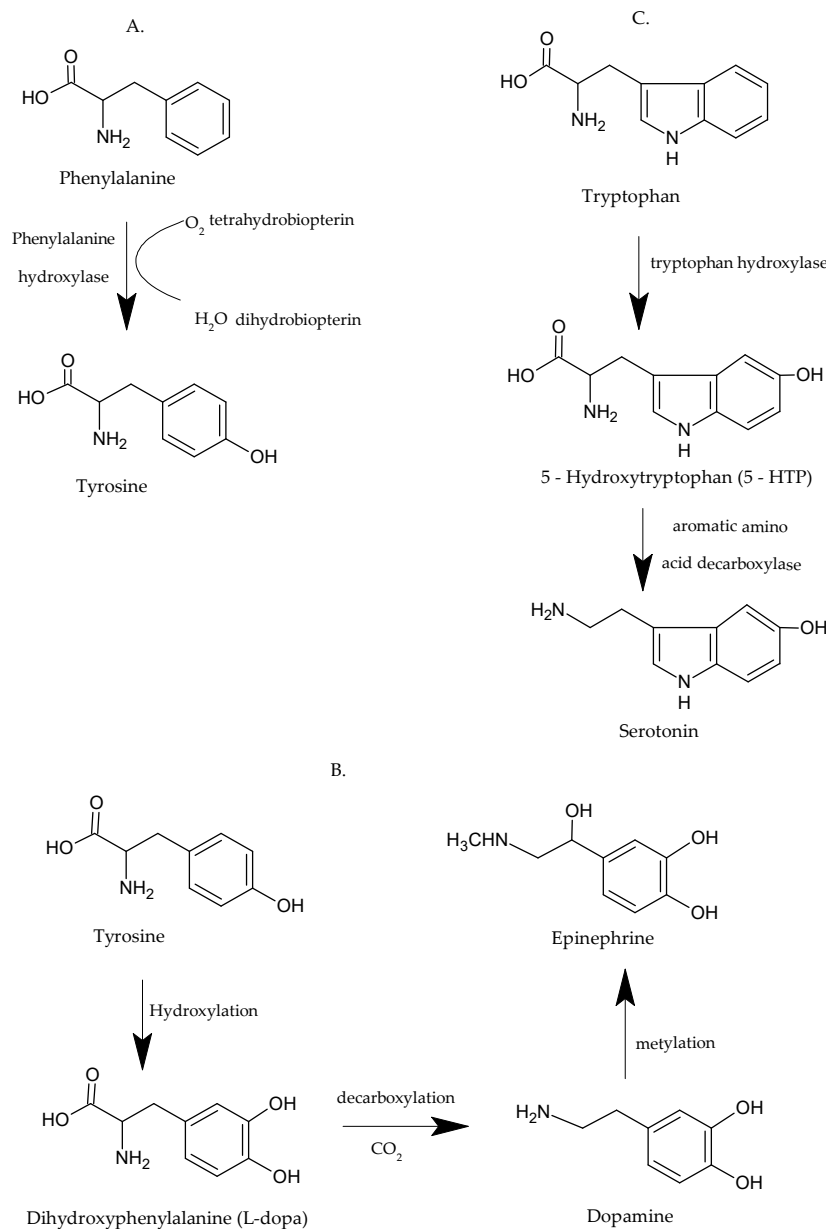 A.
O
HO
NH2
Phenylalanine
Phenylalanine
hydroxylase
O2 tetrahydrobiopterin
H2O dihydrobiopterin
O
HO
NH2
OH
Tyrosine
C.
O
HO
NH2
N
H
Tryptophan
tryptophan hydroxylase
O
HO
NH2
OH
N
H
5 - Hydroxytryptophan (5 - HTP)
aromatic amino
acid decarboxylase
H2N
OH
N
H
Serotonin
B.
O
HO
NH2
OH
Tyrosine
Hydroxylation
O
HO
NH2
OH
OH
Dihydroxyphenylalanine (L-dopa)
decarboxylation
CO2
H2N
OH
OH
Dopamine
metylation
OH
H3CHN
OH
OH
Epinephrine